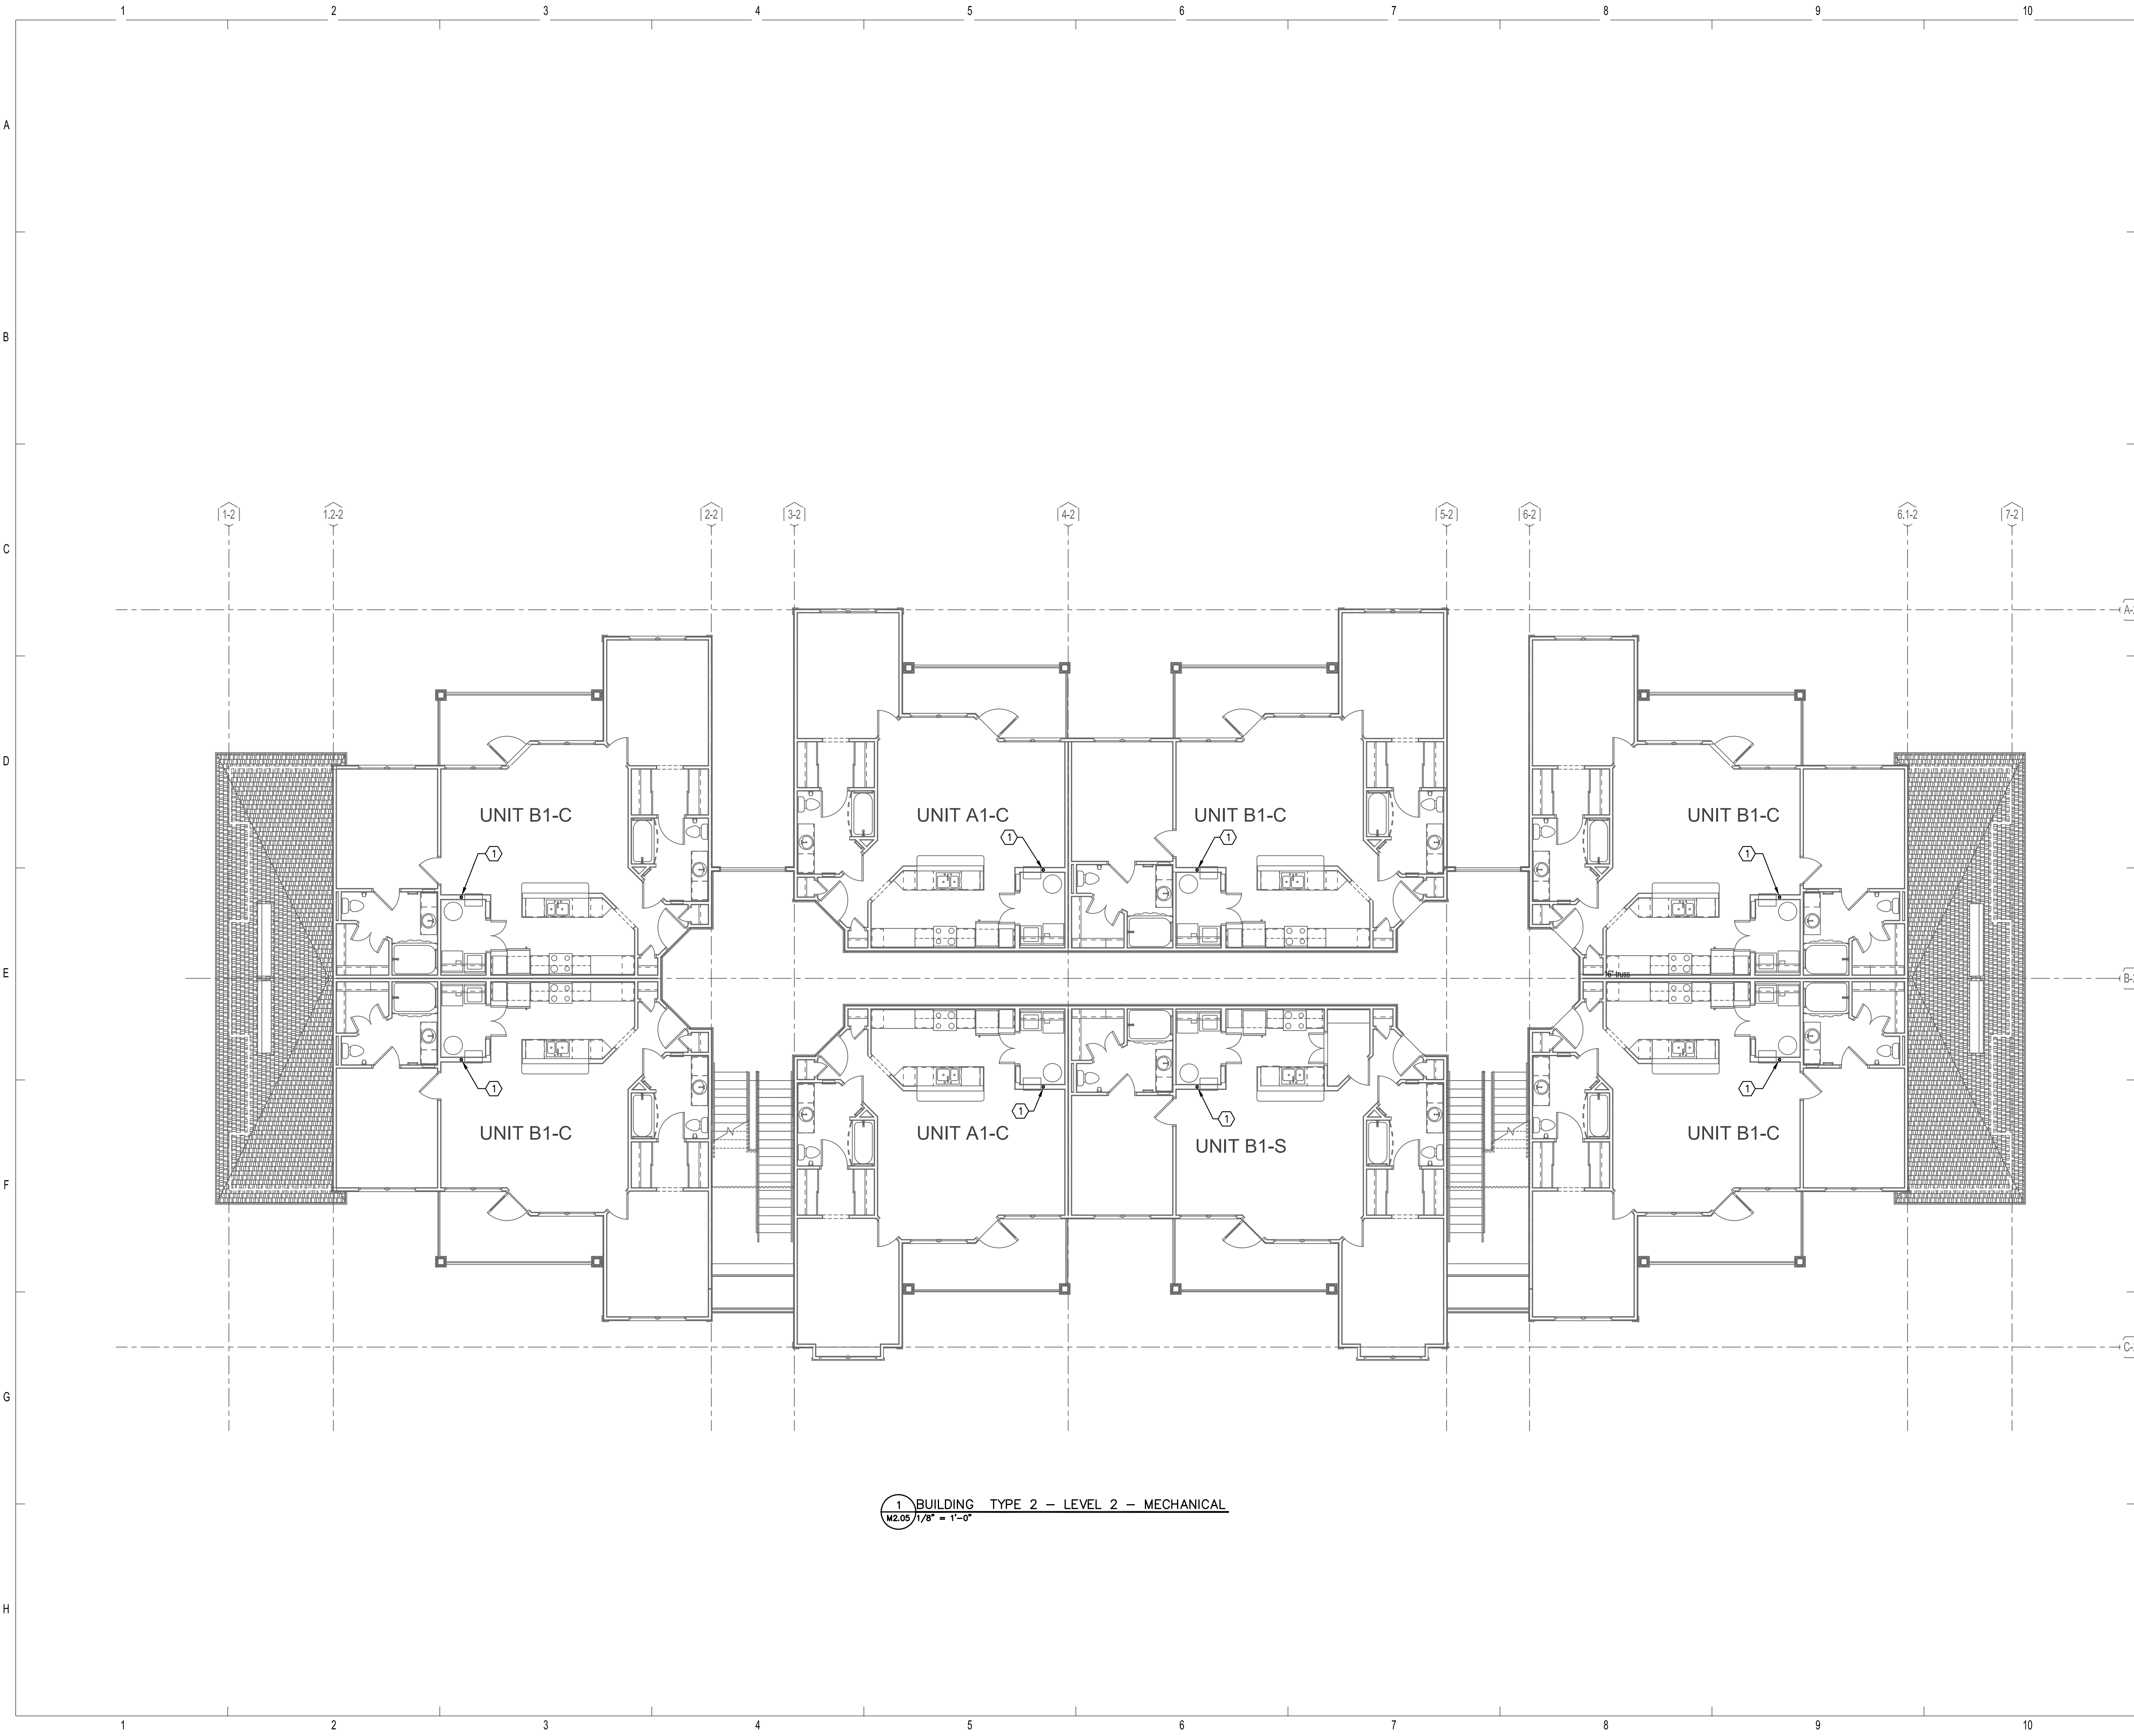 1 2 3 4 5 6 7 8 9 10
A
B
1-2 1.2-2 2-2 3-2 4-2 5-2 6-2 6.1-2 7-2
C
D
UNIT B1-C UNIT A1-C UNIT B1-C UNIT B1-C
1 1 1 1
E
16" truss
1 1 1 1
UNIT B1-C UNIT A1-C UNIT B1-S UNIT B1-C
F
G
1 BUILDING TYPE 2 – LEVEL 2 – MECHANICAL
M2.05 1/8" = 1'-0"
H
1 2 3 4 5 6 7 8 9 10